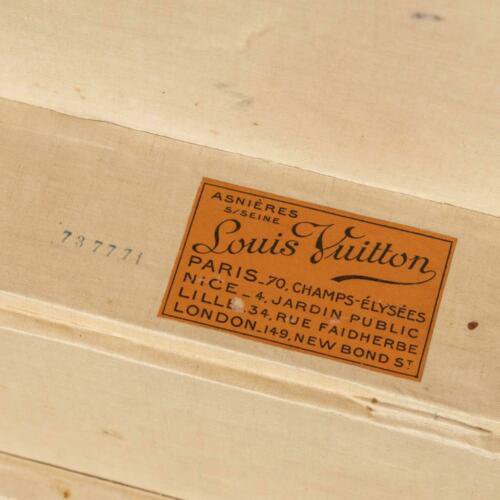 737771
ASNIÈRES
S/SEINE
Louis Vuitton
PARIS_70, CHAMPS-ÉLYSÉES
NICE_4, JARDIN PUBLIC
LILLE_34, RUE FAIDHERBE
LONDON_149, NEW BOND ST